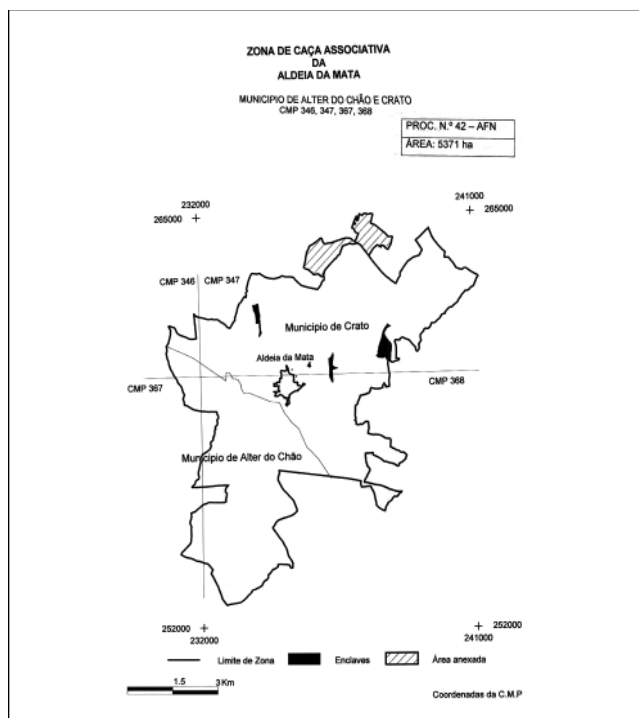 ZONA DE CAÇA ASSOCIATIVA
DA
ALDEIA DA MATA
MUNICIPIO DE ALTER DO CHÃO E CRATO
CMP 346, 347, 367, 368
PROC. N.º 42 – AFN
ÁREA: 5371 ha
232000
265000
241000
265000
CMP 346
CMP 347
Municipio de Crato
Aldeia da Mata
CMP 367
CMP 368
Municipio de Alter do Chão
252000
232000
252000
241000
Limite de Zona
Enclaves
Área anexada
1.5
3Km
Coordenadas da C.M.P